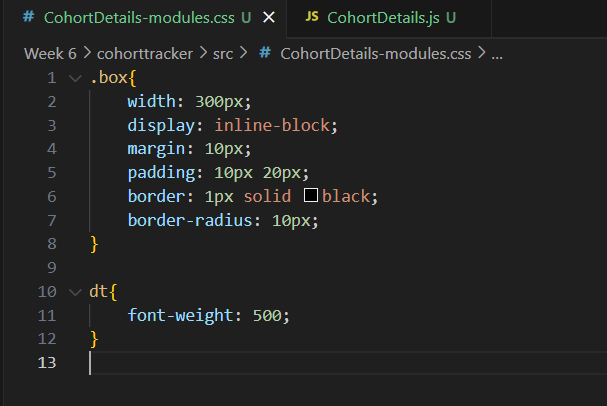 # CohortDetails-modules.css U × JS CohortDetails.js U
Week 6 > cohorttracker > src > # CohortDetails-modules.css > ...
1 .box{
2 width: 300px;
3 display: inline-block;
4 margin: 10px;
5 padding: 10px 20px;
6 border: 1px solid black;
7 border-radius: 10px;
8 }
9
10 dt{
11 font-weight: 500;
12 }
13